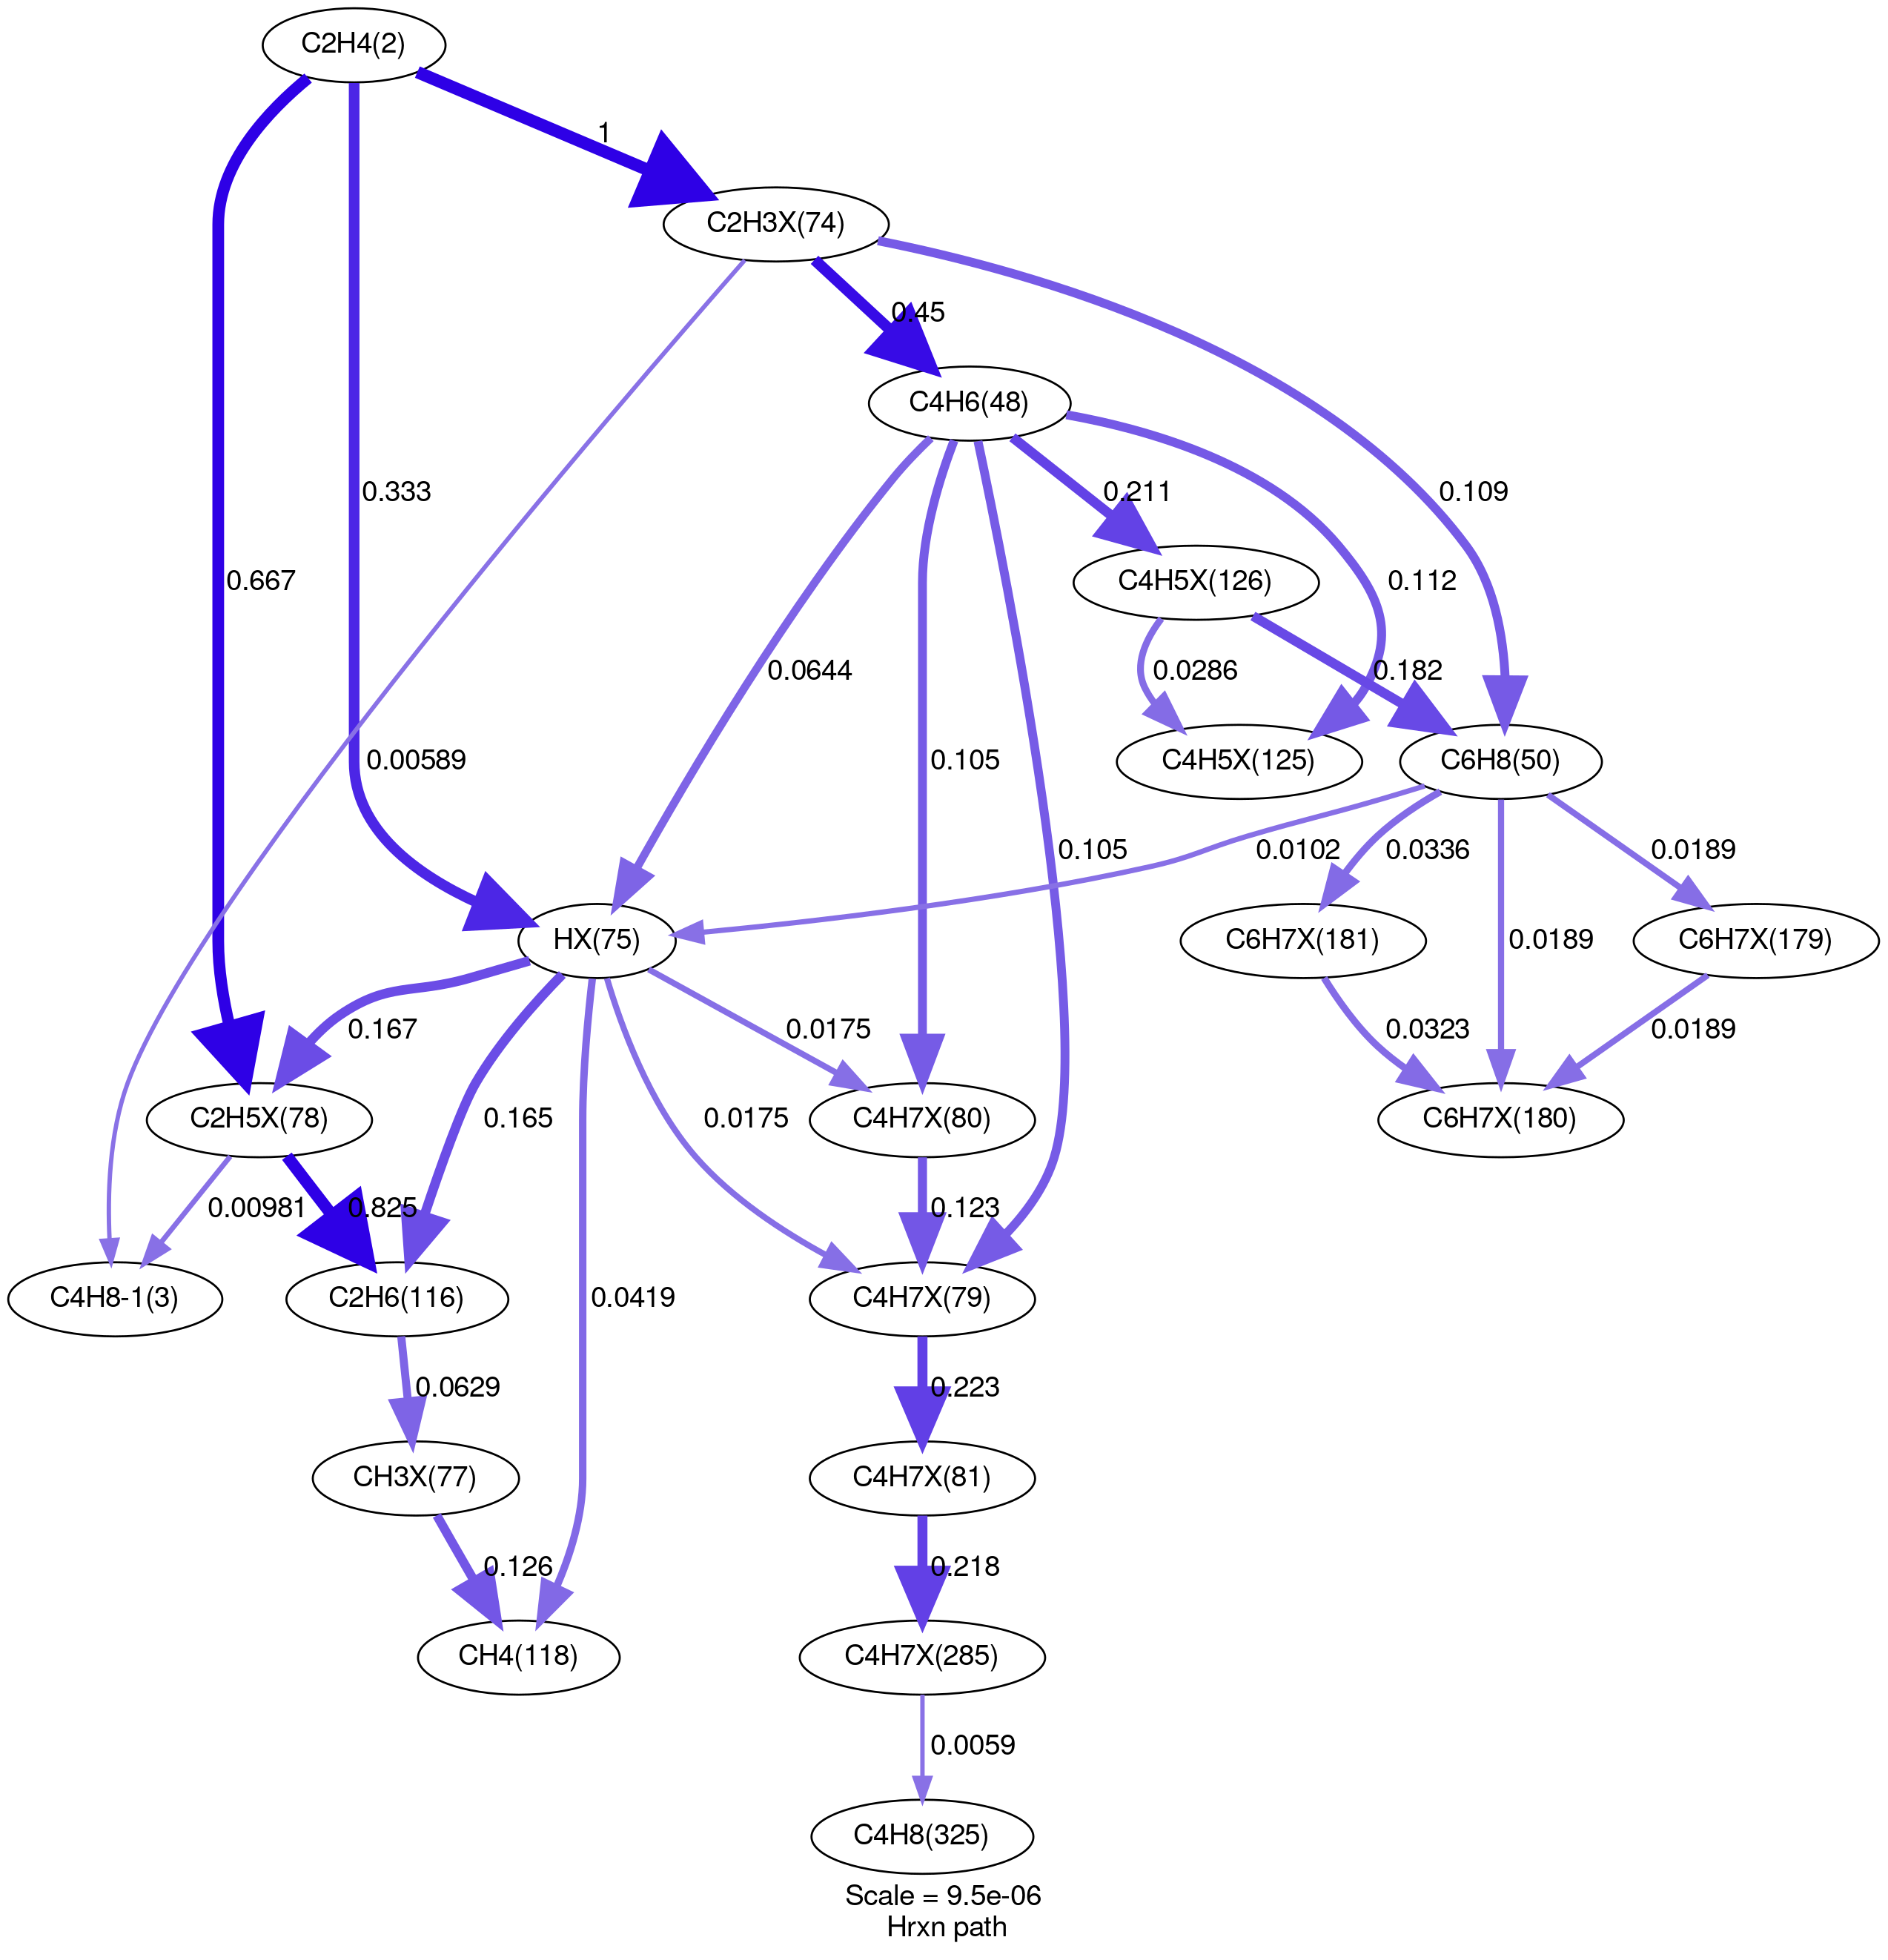 C2H4(2)
1
C2H3X(74)
0.45
C4H6(48)
0.333
0.109
0.211
0.667
C4H5X(126)
0.112
0.0644
0.0286
0.182
0.00589
0.105
C4H5X(125)
C6H8(50)
0.105
0.0102
0.0336
0.0189
HX(75)
C6H7X(181)
0.0189
C6H7X(179)
0.167
0.0175
0.0323
0.0189
C2H5X(78)
0.165
0.0175
C4H7X(80)
C6H7X(180)
0.00981
0.825
0.123
C4H8-1(3)
C2H6(116)
0.0419
C4H7X(79)
0.0629
0.223
CH3X(77)
C4H7X(81)
0.126
0.218
CH4(118)
C4H7X(285)
0.0059
C4H8(325)
Scale = 9.5e-06
Hrxn path